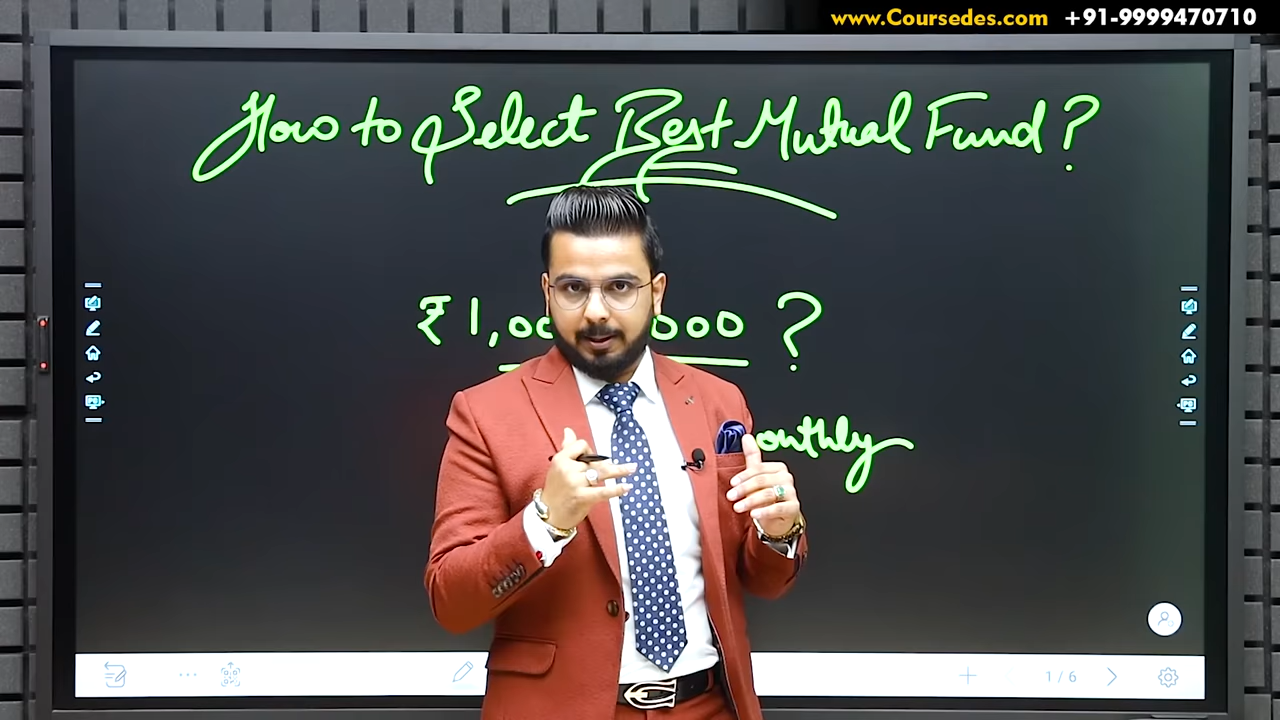 www.Coursedes.com +91-9999470710
How to Select Best Mutual Fund?
₹1,00 000?
onthly
1/6